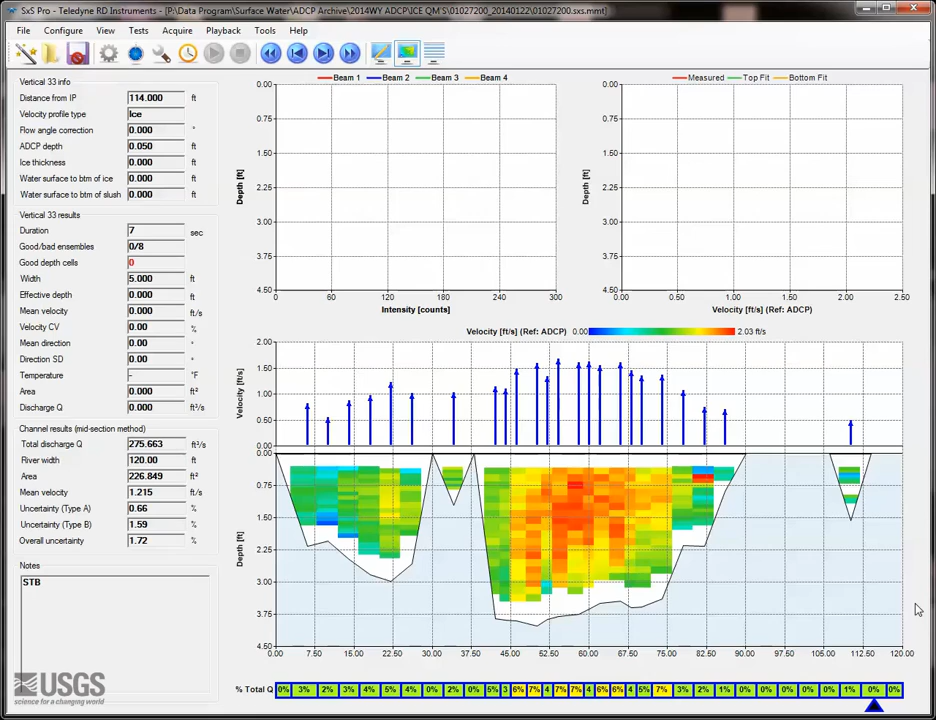 SxS Pro - Teledyne RD Instruments - [P:\Data Program\Surface Water\ADCP Archive\2014WY ADCP\ICE QM'S\01027200_20140122\01027200.sxs.mmt]
File Configure View Tests Acquire Playback Tools Help
Vertical 33 info
Distance from IP 114.000 ft
Velocity profile type Ice
Flow angle correction 0.000 °
ADCP depth 0.050 ft
Ice thickness 0.000 ft
Water surface to btm of ice 0.000 ft
Water surface to btm of slush 0.000 ft
Vertical 33 results
Duration 7 sec
Good/bad ensembles 0/8
Good depth cells 0
Width 5.000 ft
Effective depth 0.000 ft
Mean velocity 0.000 ft/s
Velocity CV 0.00 %
Mean direction 0.00 °
Direction SD 0.00 °
Temperature - °F
Area 0.000 ft²
Discharge Q 0.000 ft³/s
Channel results (mid-section method)
Total discharge Q 275.663 ft³/s
River width 120.00 ft
Area 226.849 ft²
Mean velocity 1.215 ft/s
Uncertainty (Type A) 0.66 %
Uncertainty (Type B) 1.59 %
Overall uncertainty 1.72 %
Notes
STB
USGS
science for a changing world
Beam 1 Beam 2 Beam 3 Beam 4
Depth [ft]
0.00
0.75
1.50
2.25
3.00
3.75
4.50
0 60 120 180 240 300
Intensity [counts]
Measured Top Fit Bottom Fit
Depth [ft]
0.00
0.75
1.50
2.25
3.00
3.75
4.50
0.00 0.50 1.00 1.50 2.00 2.50
Velocity [ft/s] (Ref: ADCP)
Velocity [ft/s] (Ref: ADCP) 0.00 2.03 ft/s
Velocity [ft/s]
2.00
1.50
1.00
0.50
0.00
Depth [ft]
0.00
0.75
1.50
2.25
3.00
3.75
4.50
0.00 7.50 15.00 22.50 30.00 37.50 45.00 52.50 60.00 67.50 75.00 82.50 90.00 97.50 105.00 112.50 120.00
% Total Q 0% 3% 2% 3% 4% 5% 4% 0% 2% 0% 5% 3 6% 7% 4 7% 7% 4 6% 6% 4 5% 7% 3% 2% 1% 0% 0% 0% 0% 1% 0% 0%